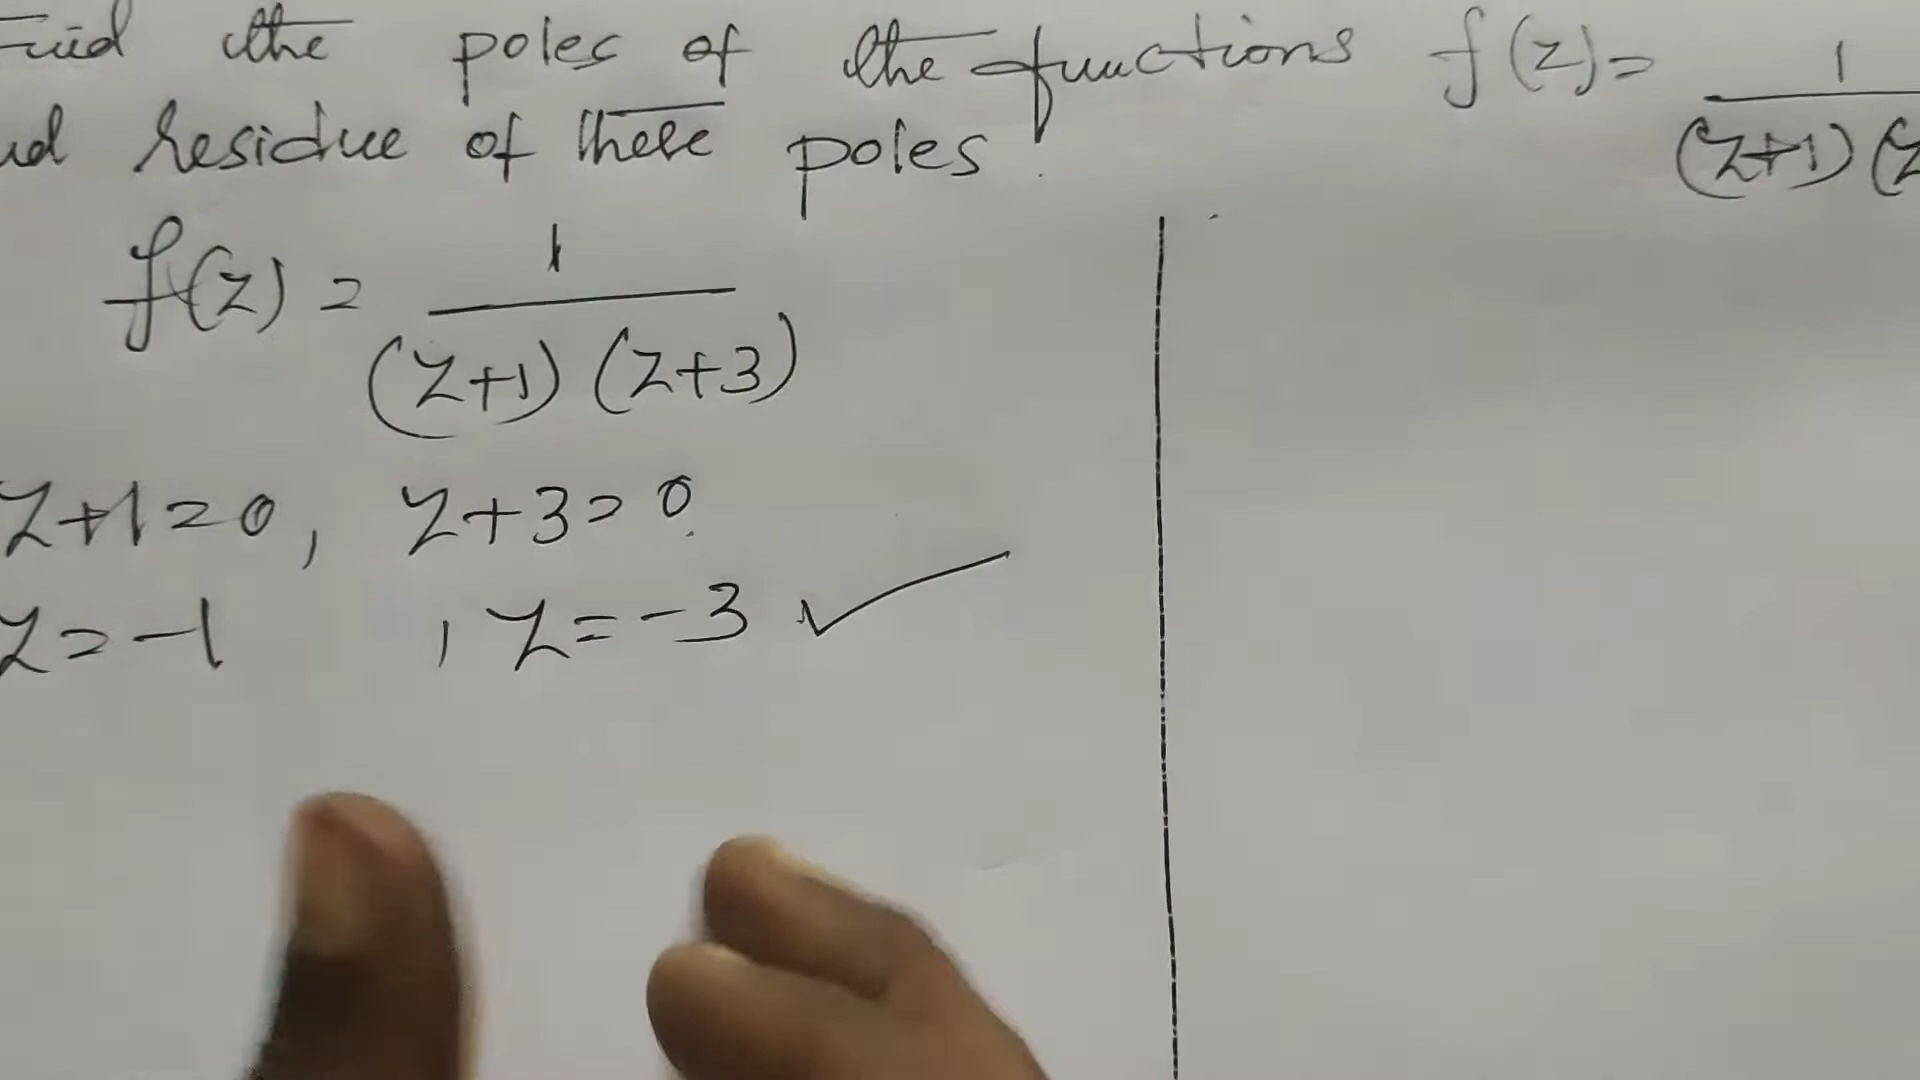 Find the poles of the functions f(z)= 1
residue of these poles. (z+1)(z
f(z) = 1
(z+1) (z+3)
z+1=0, z+3=0
z=-1 , z=-3 ✓